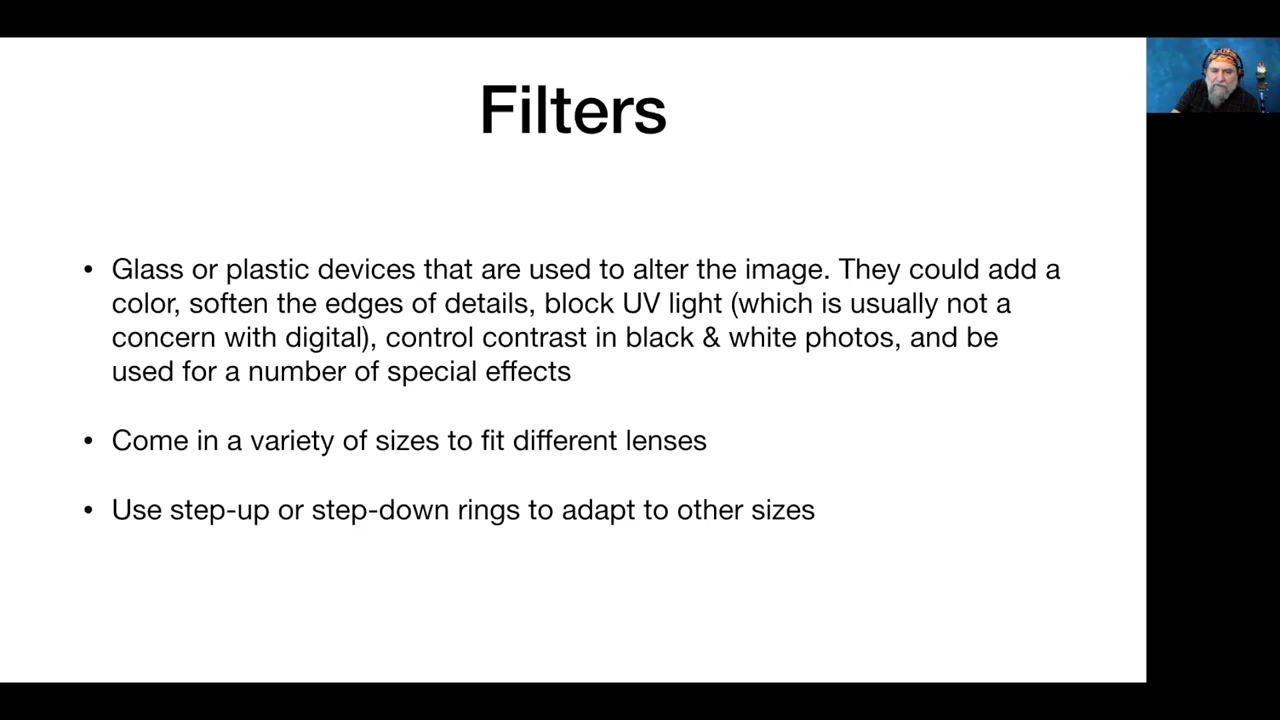 Filters
• Glass or plastic devices that are used to alter the image. They could add a
color, soften the edges of details, block UV light (which is usually not a
concern with digital), control contrast in black & white photos, and be
used for a number of special effects
• Come in a variety of sizes to fit different lenses
• Use step-up or step-down rings to adapt to other sizes